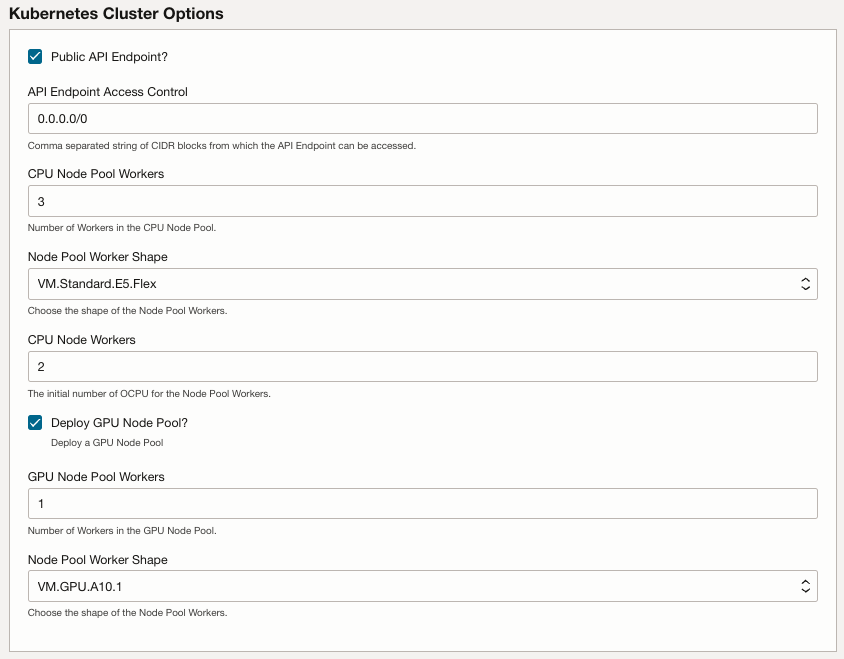 Kubernetes Cluster Options
Public API Endpoint?
API Endpoint Access Control
0.0.0.0/0
Comma separated string of CIDR blocks from which the API Endpoint can be accessed.
CPU Node Pool Workers
3
Number of Workers in the CPU Node Pool.
Node Pool Worker Shape
VM.Standard.E5.Flex
Choose the shape of the Node Pool Workers.
CPU Node Workers
2
The initial number of OCPU for the Node Pool Workers.
Deploy GPU Node Pool?
Deploy a GPU Node Pool
GPU Node Pool Workers
1
Number of Workers in the GPU Node Pool.
Node Pool Worker Shape
VM.GPU.A10.1
Choose the shape of the Node Pool Workers.